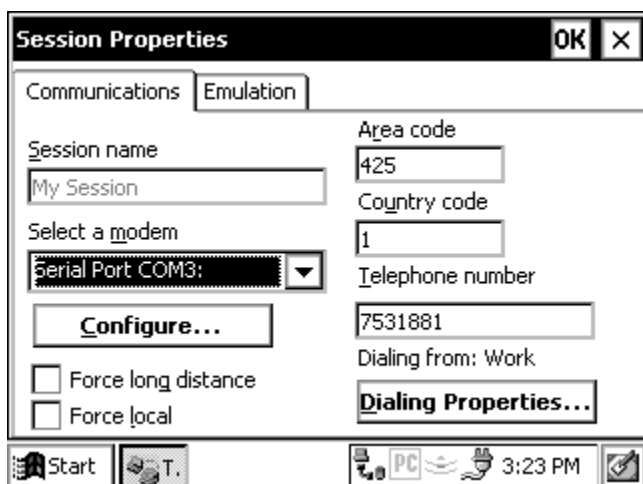 Session Properties OK ×
Communications Emulation
Session name
My Session
Select a modem
Serial Port COM3:
Configure...
Force long distance
Force local
Area code
425
Country code
1
Telephone number
7531881
Dialing from: Work
Dialing Properties...
Start T. PC 3:23 PM